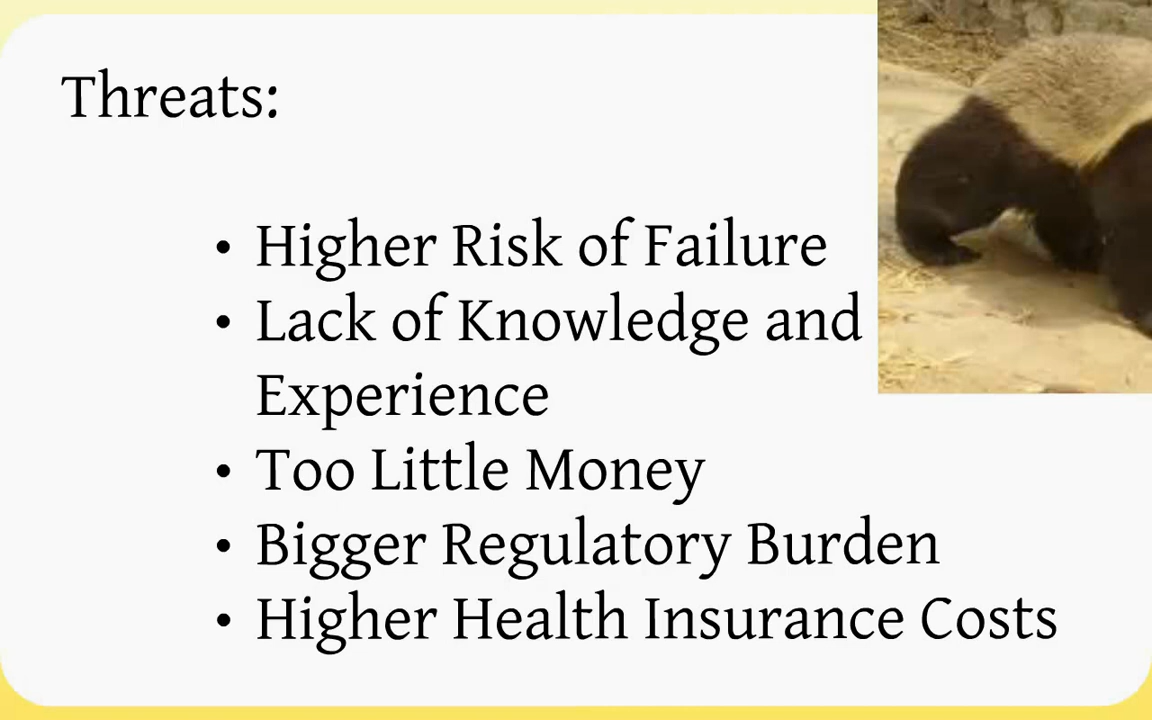 Threats:
• Higher Risk of Failure
• Lack of Knowledge and
Experience
• Too Little Money
• Bigger Regulatory Burden
• Higher Health Insurance Costs